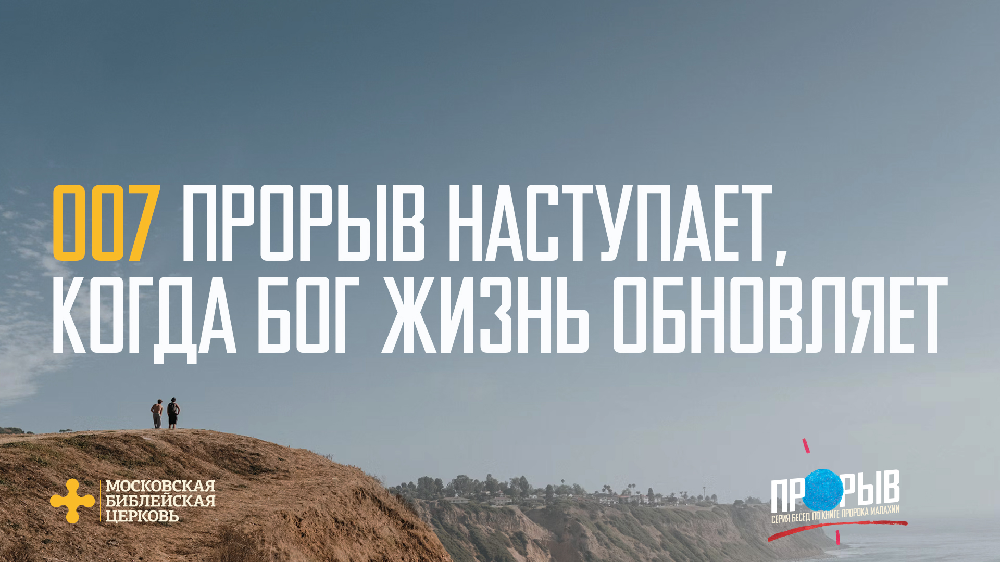 007 ПРОРЫВ НАСТУПАЕТ,
КОГДА БОГ ЖИЗНЬ ОБНОВЛЯЕТ
МОСКОВСКАЯ
БИБЛЕЙСКАЯ
ЦЕРКОВЬ
ПРОРЫВ
СЕРИЯ БЕСЕД ПО КНИГЕ ПРОРОКА МАЛАХИИ